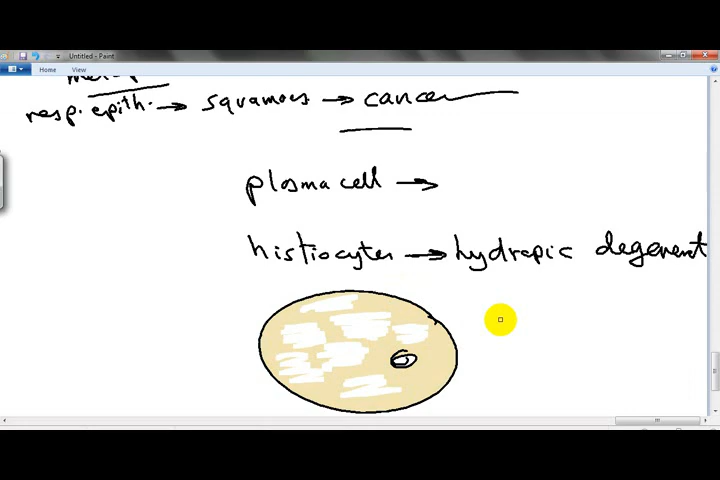 Untitled - Paint
Home View
resp. epith. → squamous → cancer
plasma cell →
histiocytes → hydropic degenerat